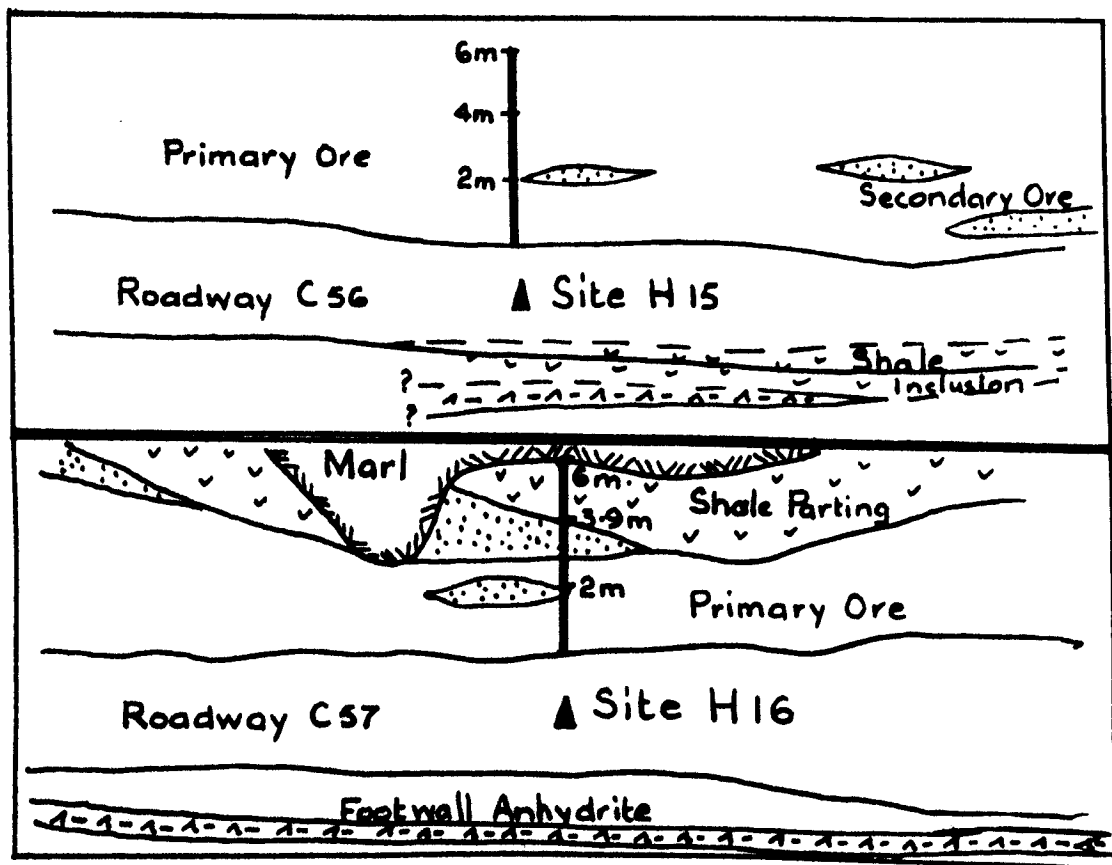 6m
4m
Primary Ore
2m
Secondary Ore
Roadway C56
Site H15
Shale
Inclusion
?
?
Marl
6m
3.9m
Shale Parting
2m
Primary Ore
Roadway C57
Site H16
Footwall Anhydrite